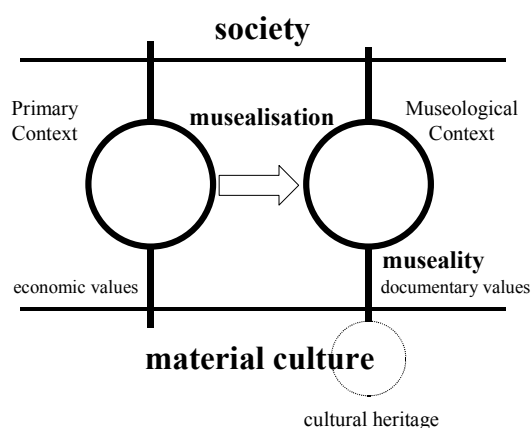 society
Primary
Context
musealisation
Museological
Context
museality
economic values
documentary values
material culture
cultural heritage